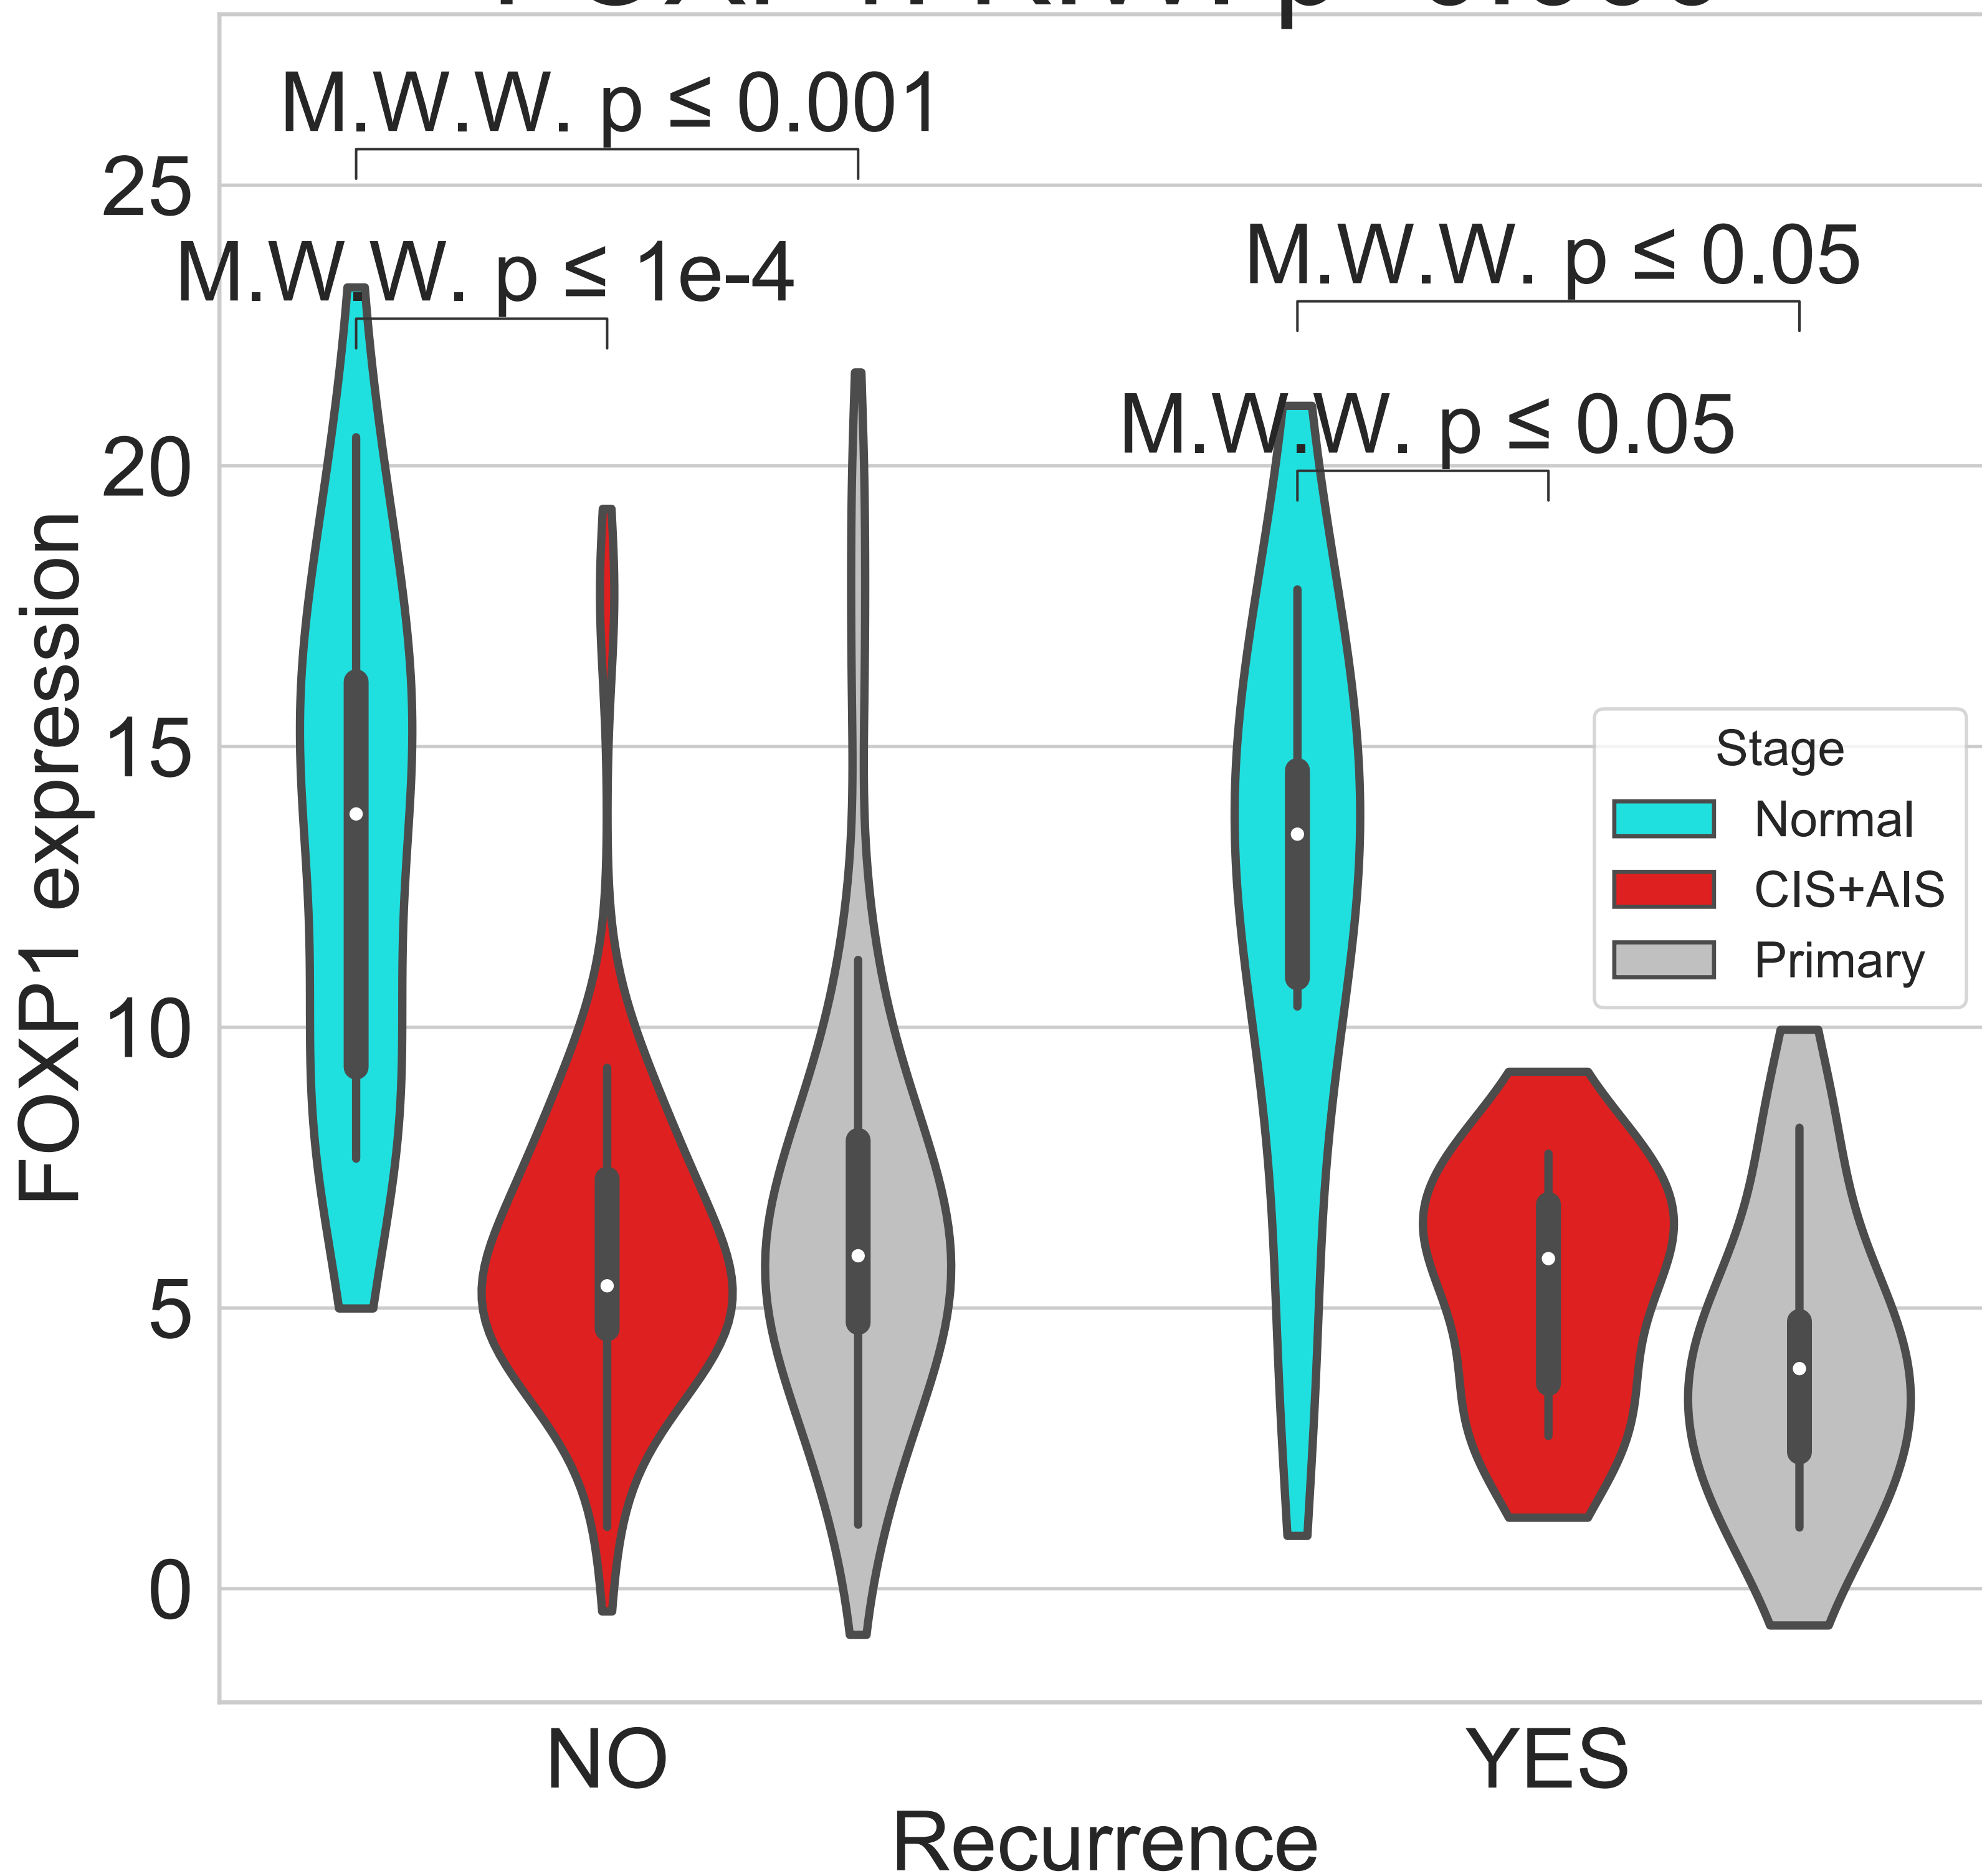 M.W.W. p ≤ 0.001
25
M.W.W. p ≤ 1e-4
M.W.W. p ≤ 0.05
20
M.W.W. p ≤ 0.05
15
10
5
0
FOXP1 expression
Stage
Normal
CIS+AIS
Primary
NO
YES
Recurrence